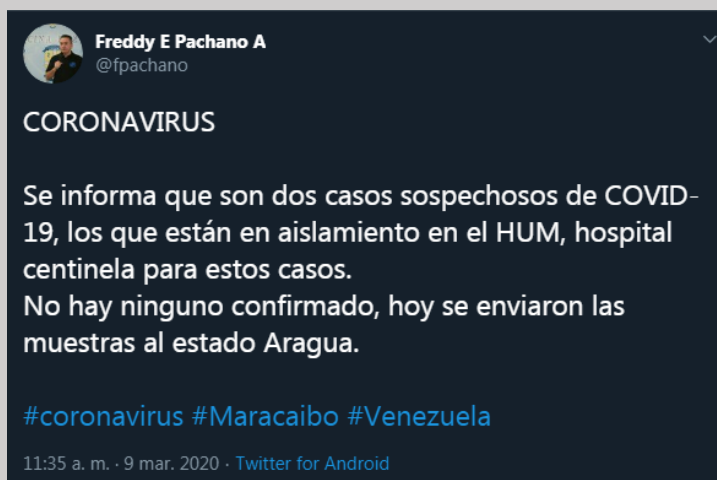 Freddy E Pachano A
@fpachano
CORONAVIRUS
Se informa que son dos casos sospechosos de COVID-
19, los que están en aislamiento en el HUM, hospital
centinela para estos casos.
No hay ninguno confirmado, hoy se enviaron las
muestras al estado Aragua.
#coronavirus #Maracaibo #Venezuela
11:35 a. m. · 9 mar. 2020 · Twitter for Android